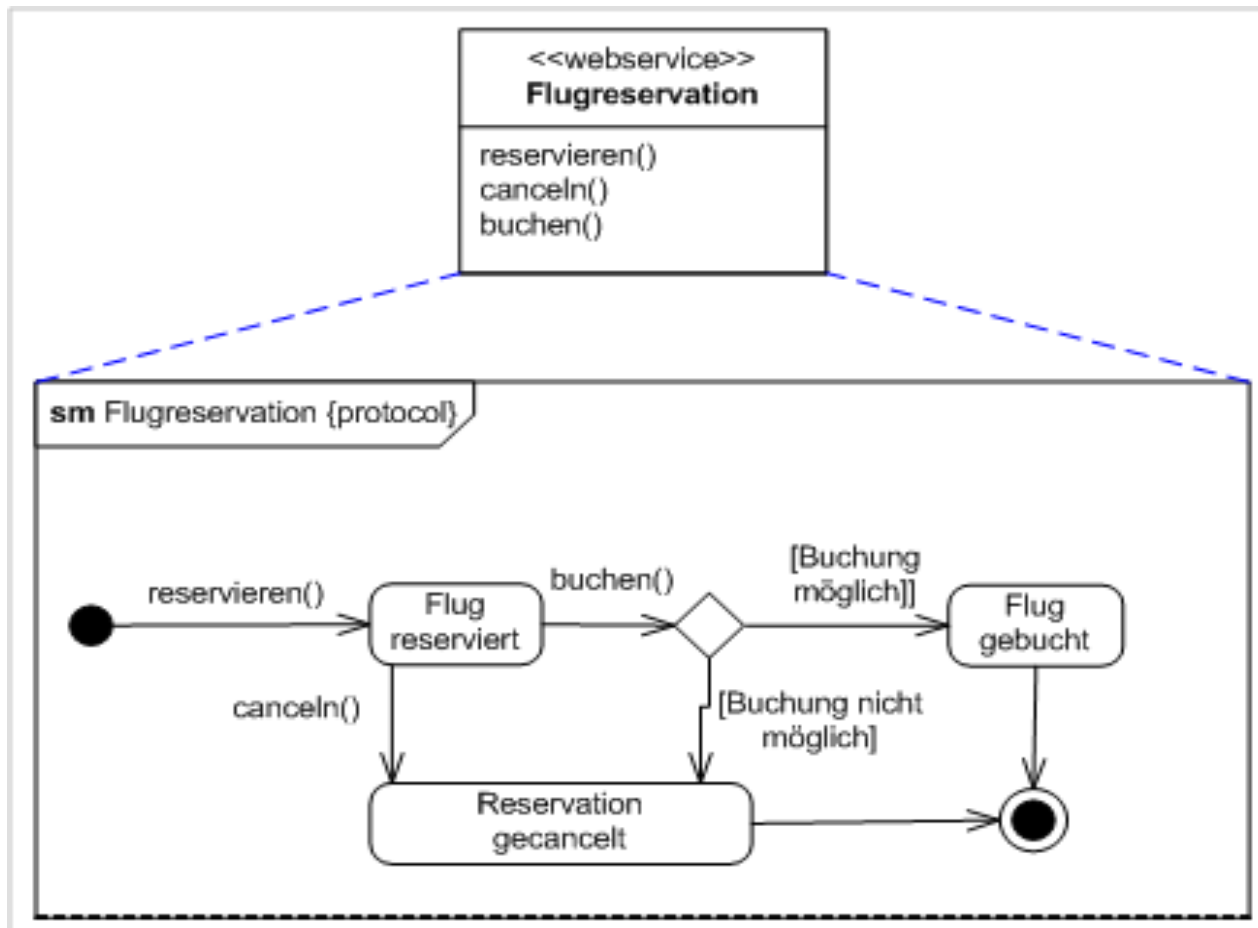 <<webservice>>
Flugreservation
reservieren()
canceln()
buchen()
sm Flugreservation {protocol}
reservieren()
Flug
reserviert
buchen()
[Buchung
möglich]]
Flug
gebucht
canceln()
[Buchung nicht
möglich]
Reservation
gecancelt